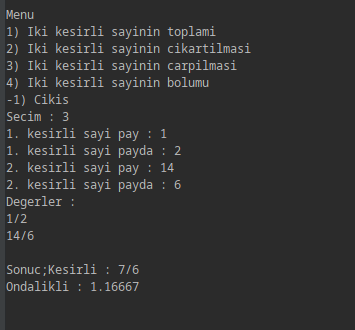 Menu
1) Iki kesirli sayinin toplami
2) Iki kesirli sayinin cikartilmasi
3) Iki kesirli sayinin carpilmasi
4) Iki kesirli sayinin bolumu
-1) Cikis
Secim : 3
1. kesirli sayi pay : 1
1. kesirli sayi payda : 2
2. kesirli sayi pay : 14
2. kesirli sayi payda : 6
Degerler :
1/2
14/6
Sonuc;Kesirli : 7/6
Ondalikli : 1.16667